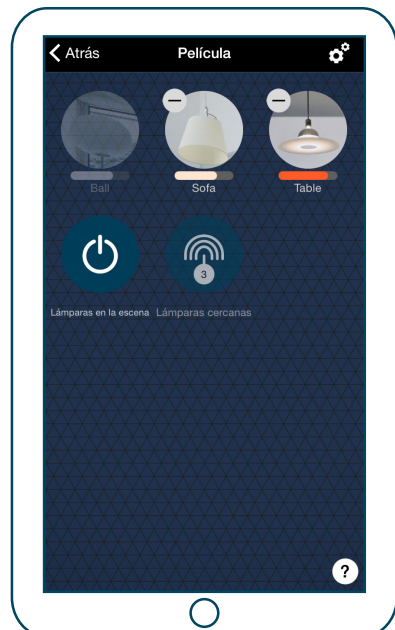 Atrás
Película
Ball
Sofa
Table
3
Lámparas en la escena
Lámparas cercanas
?